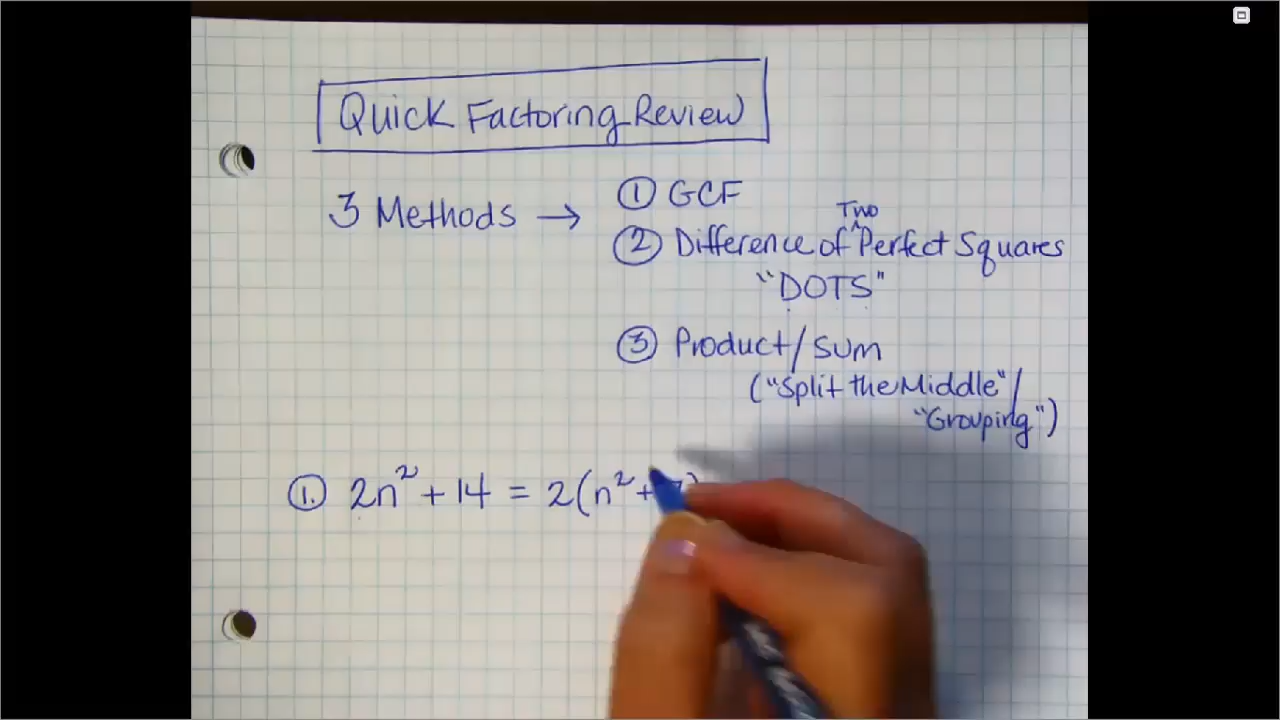 Quick Factoring Review
3 Methods → ① GCF
Two
② Difference of ^ Perfect Squares
"DOTS"
③ Product/Sum
("Split the Middle"/
"Grouping")
①. 2n² + 14 = 2(n² +